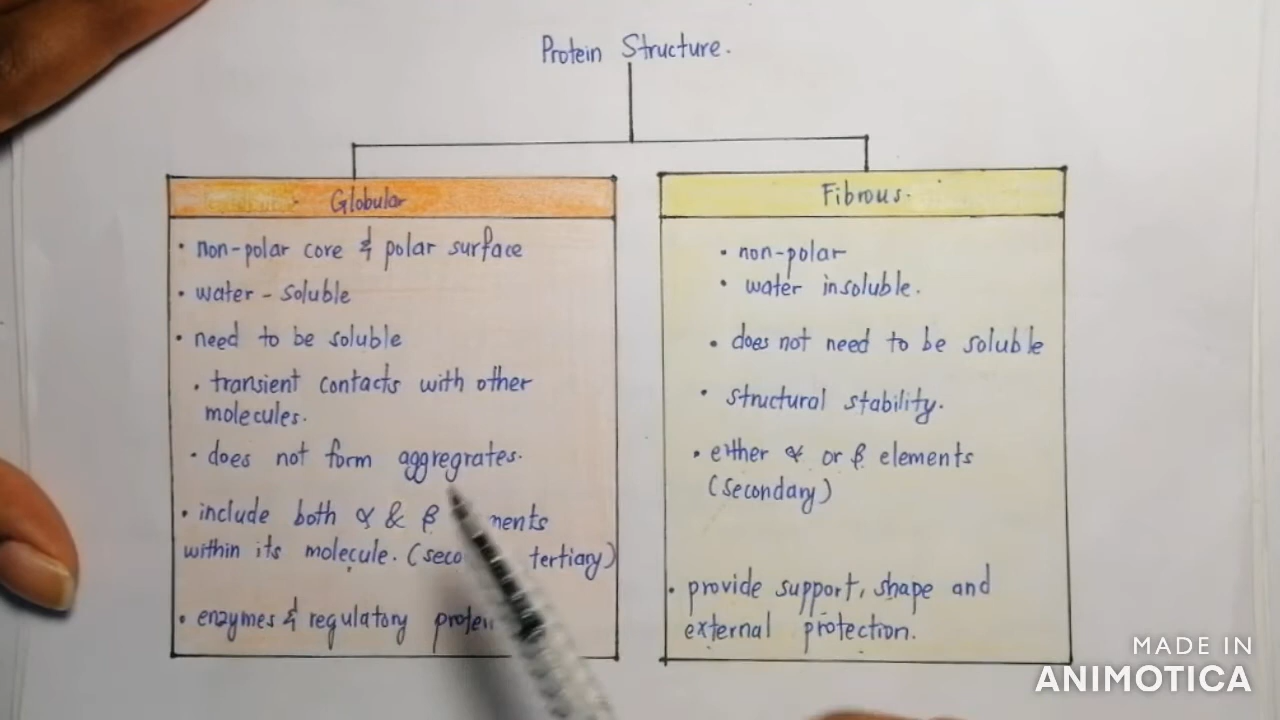 Protein Structure.
Globular
• non-polar core & polar surface
• water - soluble
• need to be soluble
• transient contacts with other
molecules.
• does not form aggregrates.
• include both α & β ments
within its molecule. (seco tertiary)
• enzymes & regulatory protei
Fibrous.
• non-polar
• water insoluble.
• does not need to be soluble
• structural stability.
• either α or β elements
(secondary)
• provide support, shape and
external protection.
MADE IN
ANIMOTICA